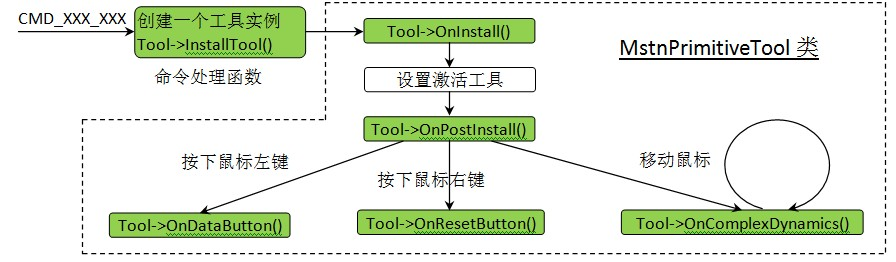 CMD_XXX_XXX
创建一个工具实例
Tool->InstallTool()
命令处理函数
Tool->OnInstall()
MstnPrimitiveTool 类
设置激活工具
Tool->OnPostInstall()
按下鼠标左键
按下鼠标右键
移动鼠标
Tool->OnDataButton()
Tool->OnResetButton()
Tool->OnComplexDynamics()